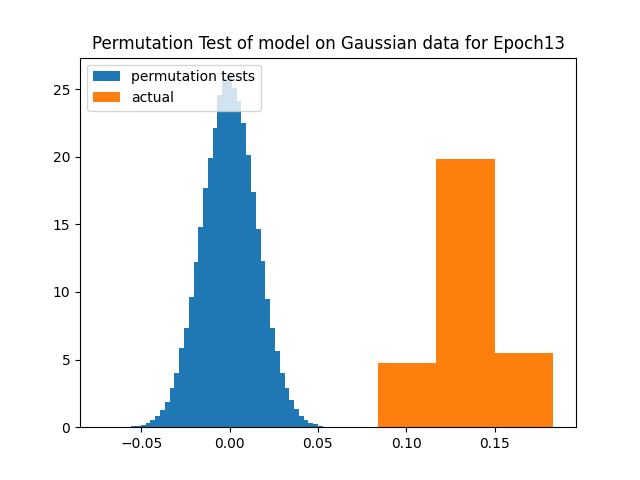 Permutation Test of model on Gaussian data for Epoch13
permutation tests
actual
25
20
15
10
5
0
−0.05 0.00 0.05 0.10 0.15